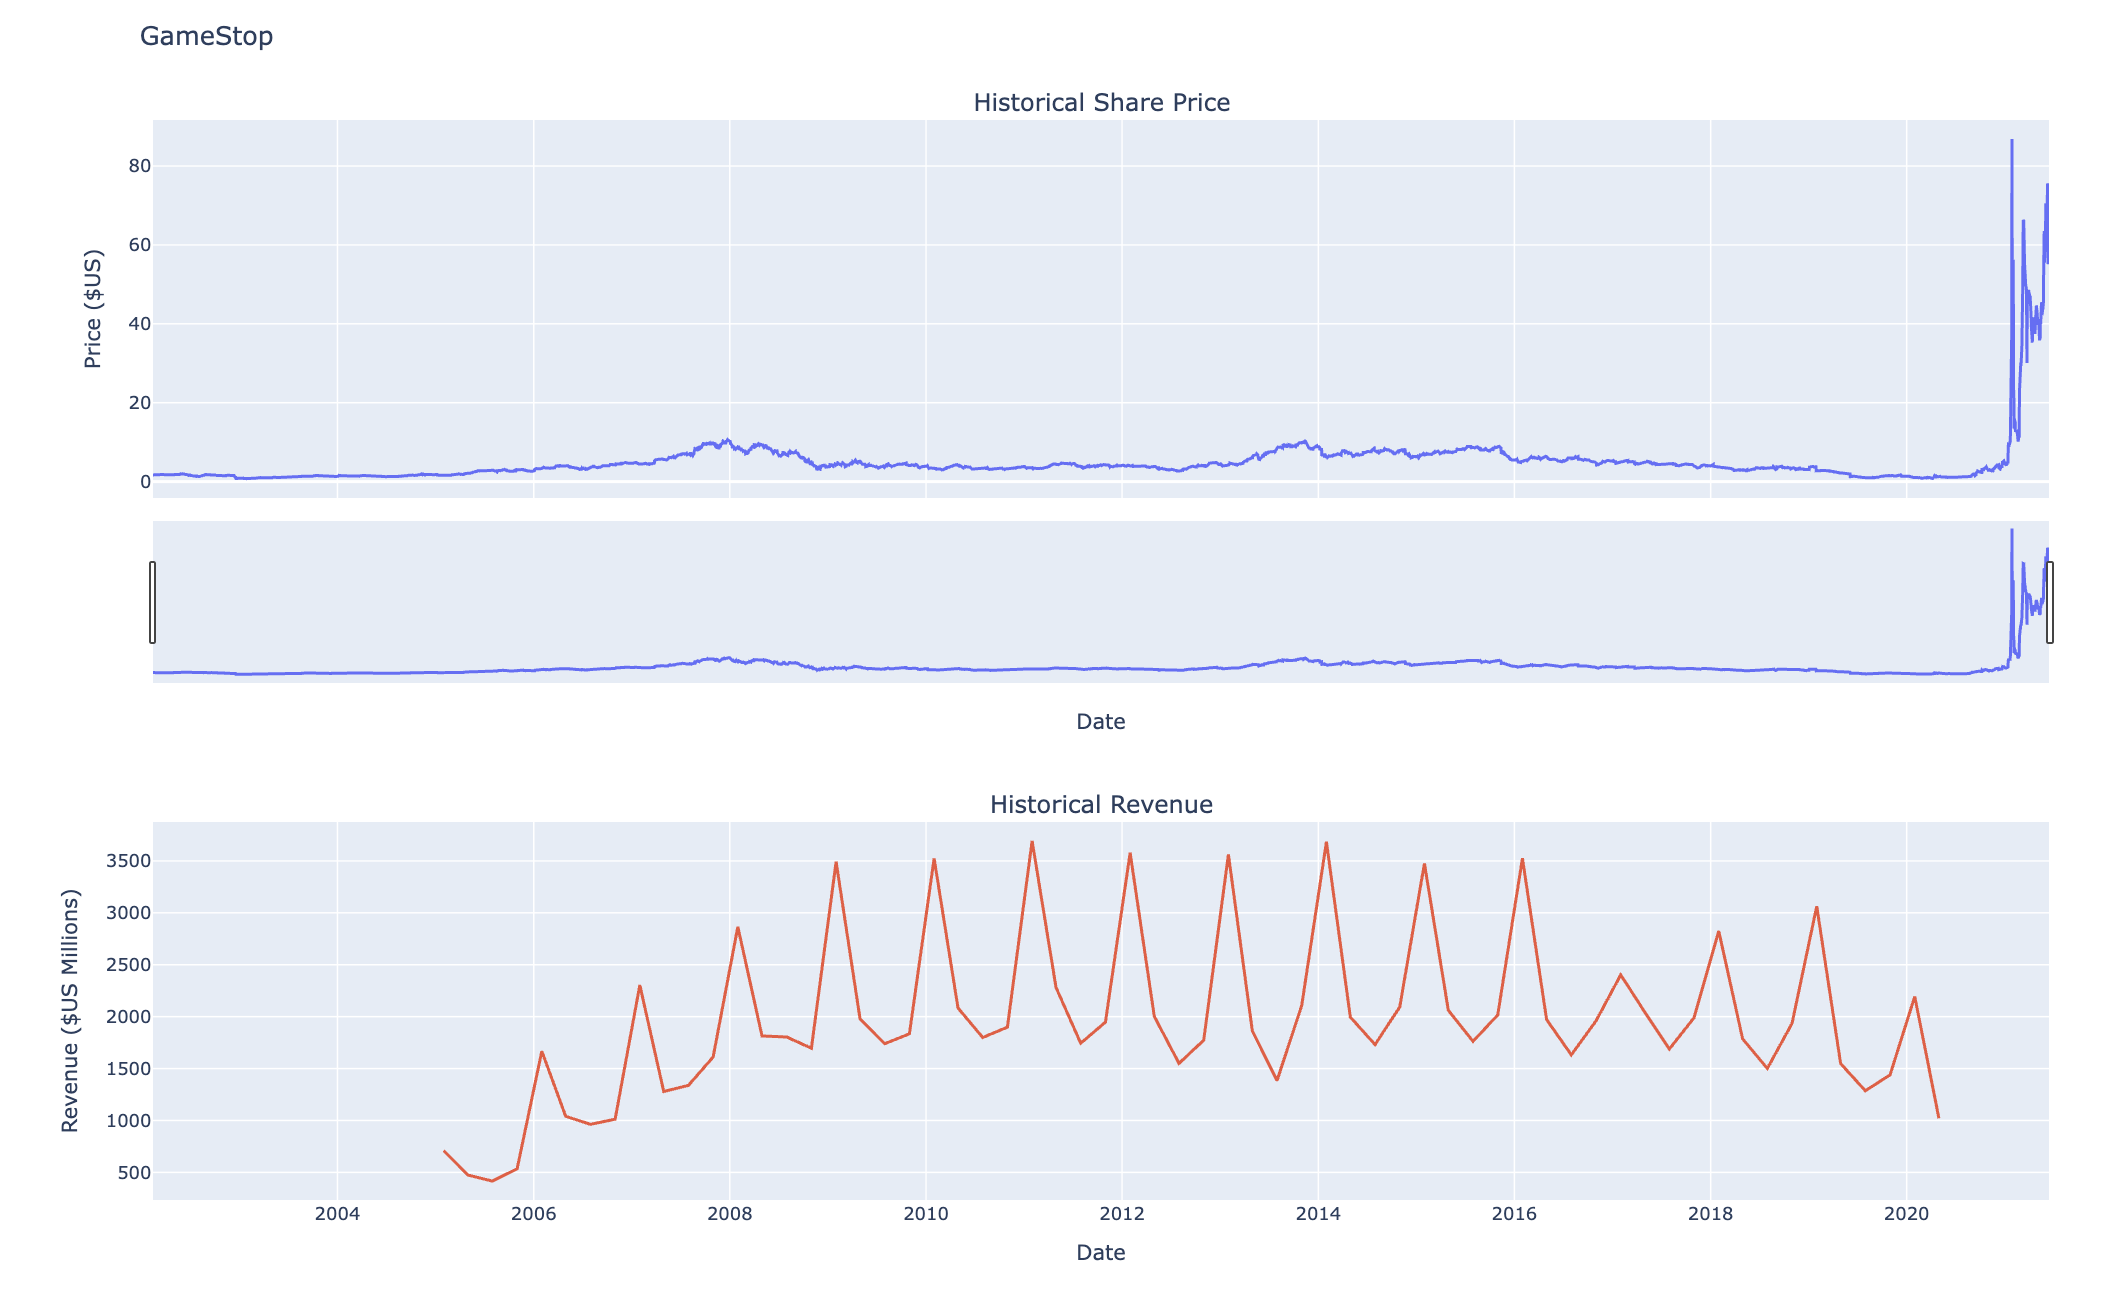 GameStop
Historical Share Price
80
60
40
20
0
Price ($US)
Date
Historical Revenue
3500
3000
2500
2000
1500
1000
500
Revenue ($US Millions)
2004 2006 2008 2010 2012 2014 2016 2018 2020
Date